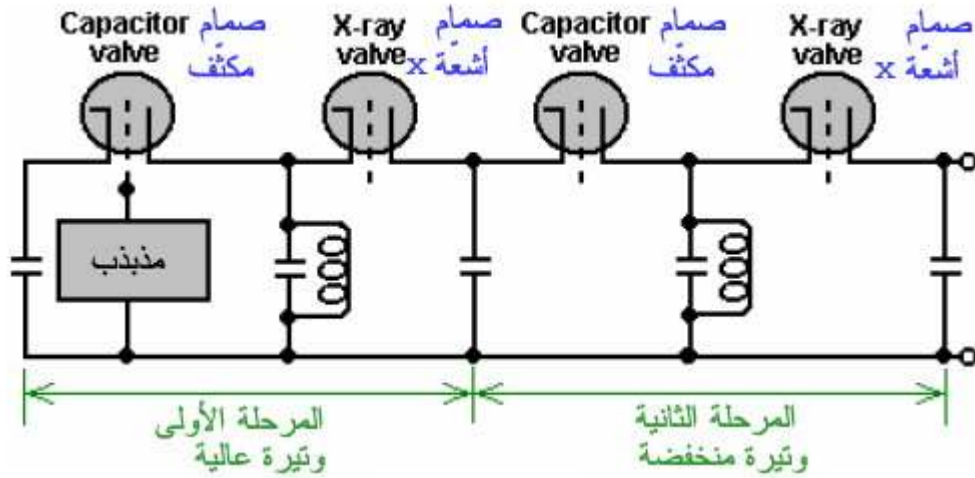 Capacitor
valve
صمام
مكثّف
X-ray
valve
صمام
أشعّة x
Capacitor
valve
صمام
مكثّف
X-ray
valve
صمام
أشعّة x
مذبذب
المرحلة الأولى
وتيرة عالية
المرحلة الثانية
وتيرة منخفضة